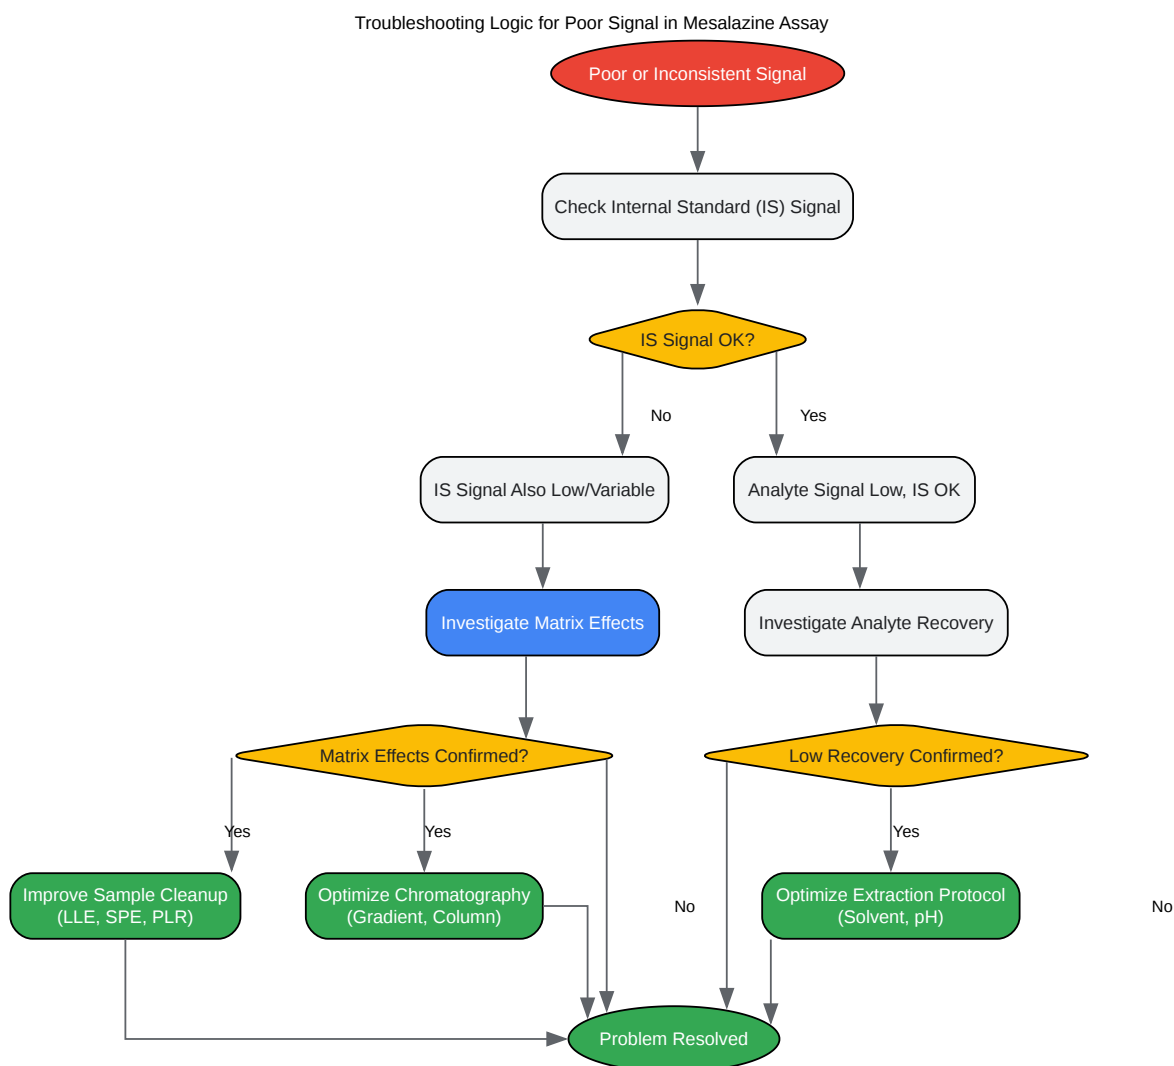 Troubleshooting Logic for Poor Signal in Mesalazine Assay
Poor or Inconsistent Signal
Check Internal Standard (IS) Signal
IS Signal OK?
No
Yes
IS Signal Also Low/Variable
Analyte Signal Low, IS OK
Investigate Matrix Effects
Investigate Analyte Recovery
Matrix Effects Confirmed?
Low Recovery Confirmed?
Yes
Yes
Yes
Improve Sample Cleanup
(LLE, SPE, PLR)
Optimize Chromatography
(Gradient, Column)
No
Optimize Extraction Protocol
(Solvent, pH)
No
Problem Resolved